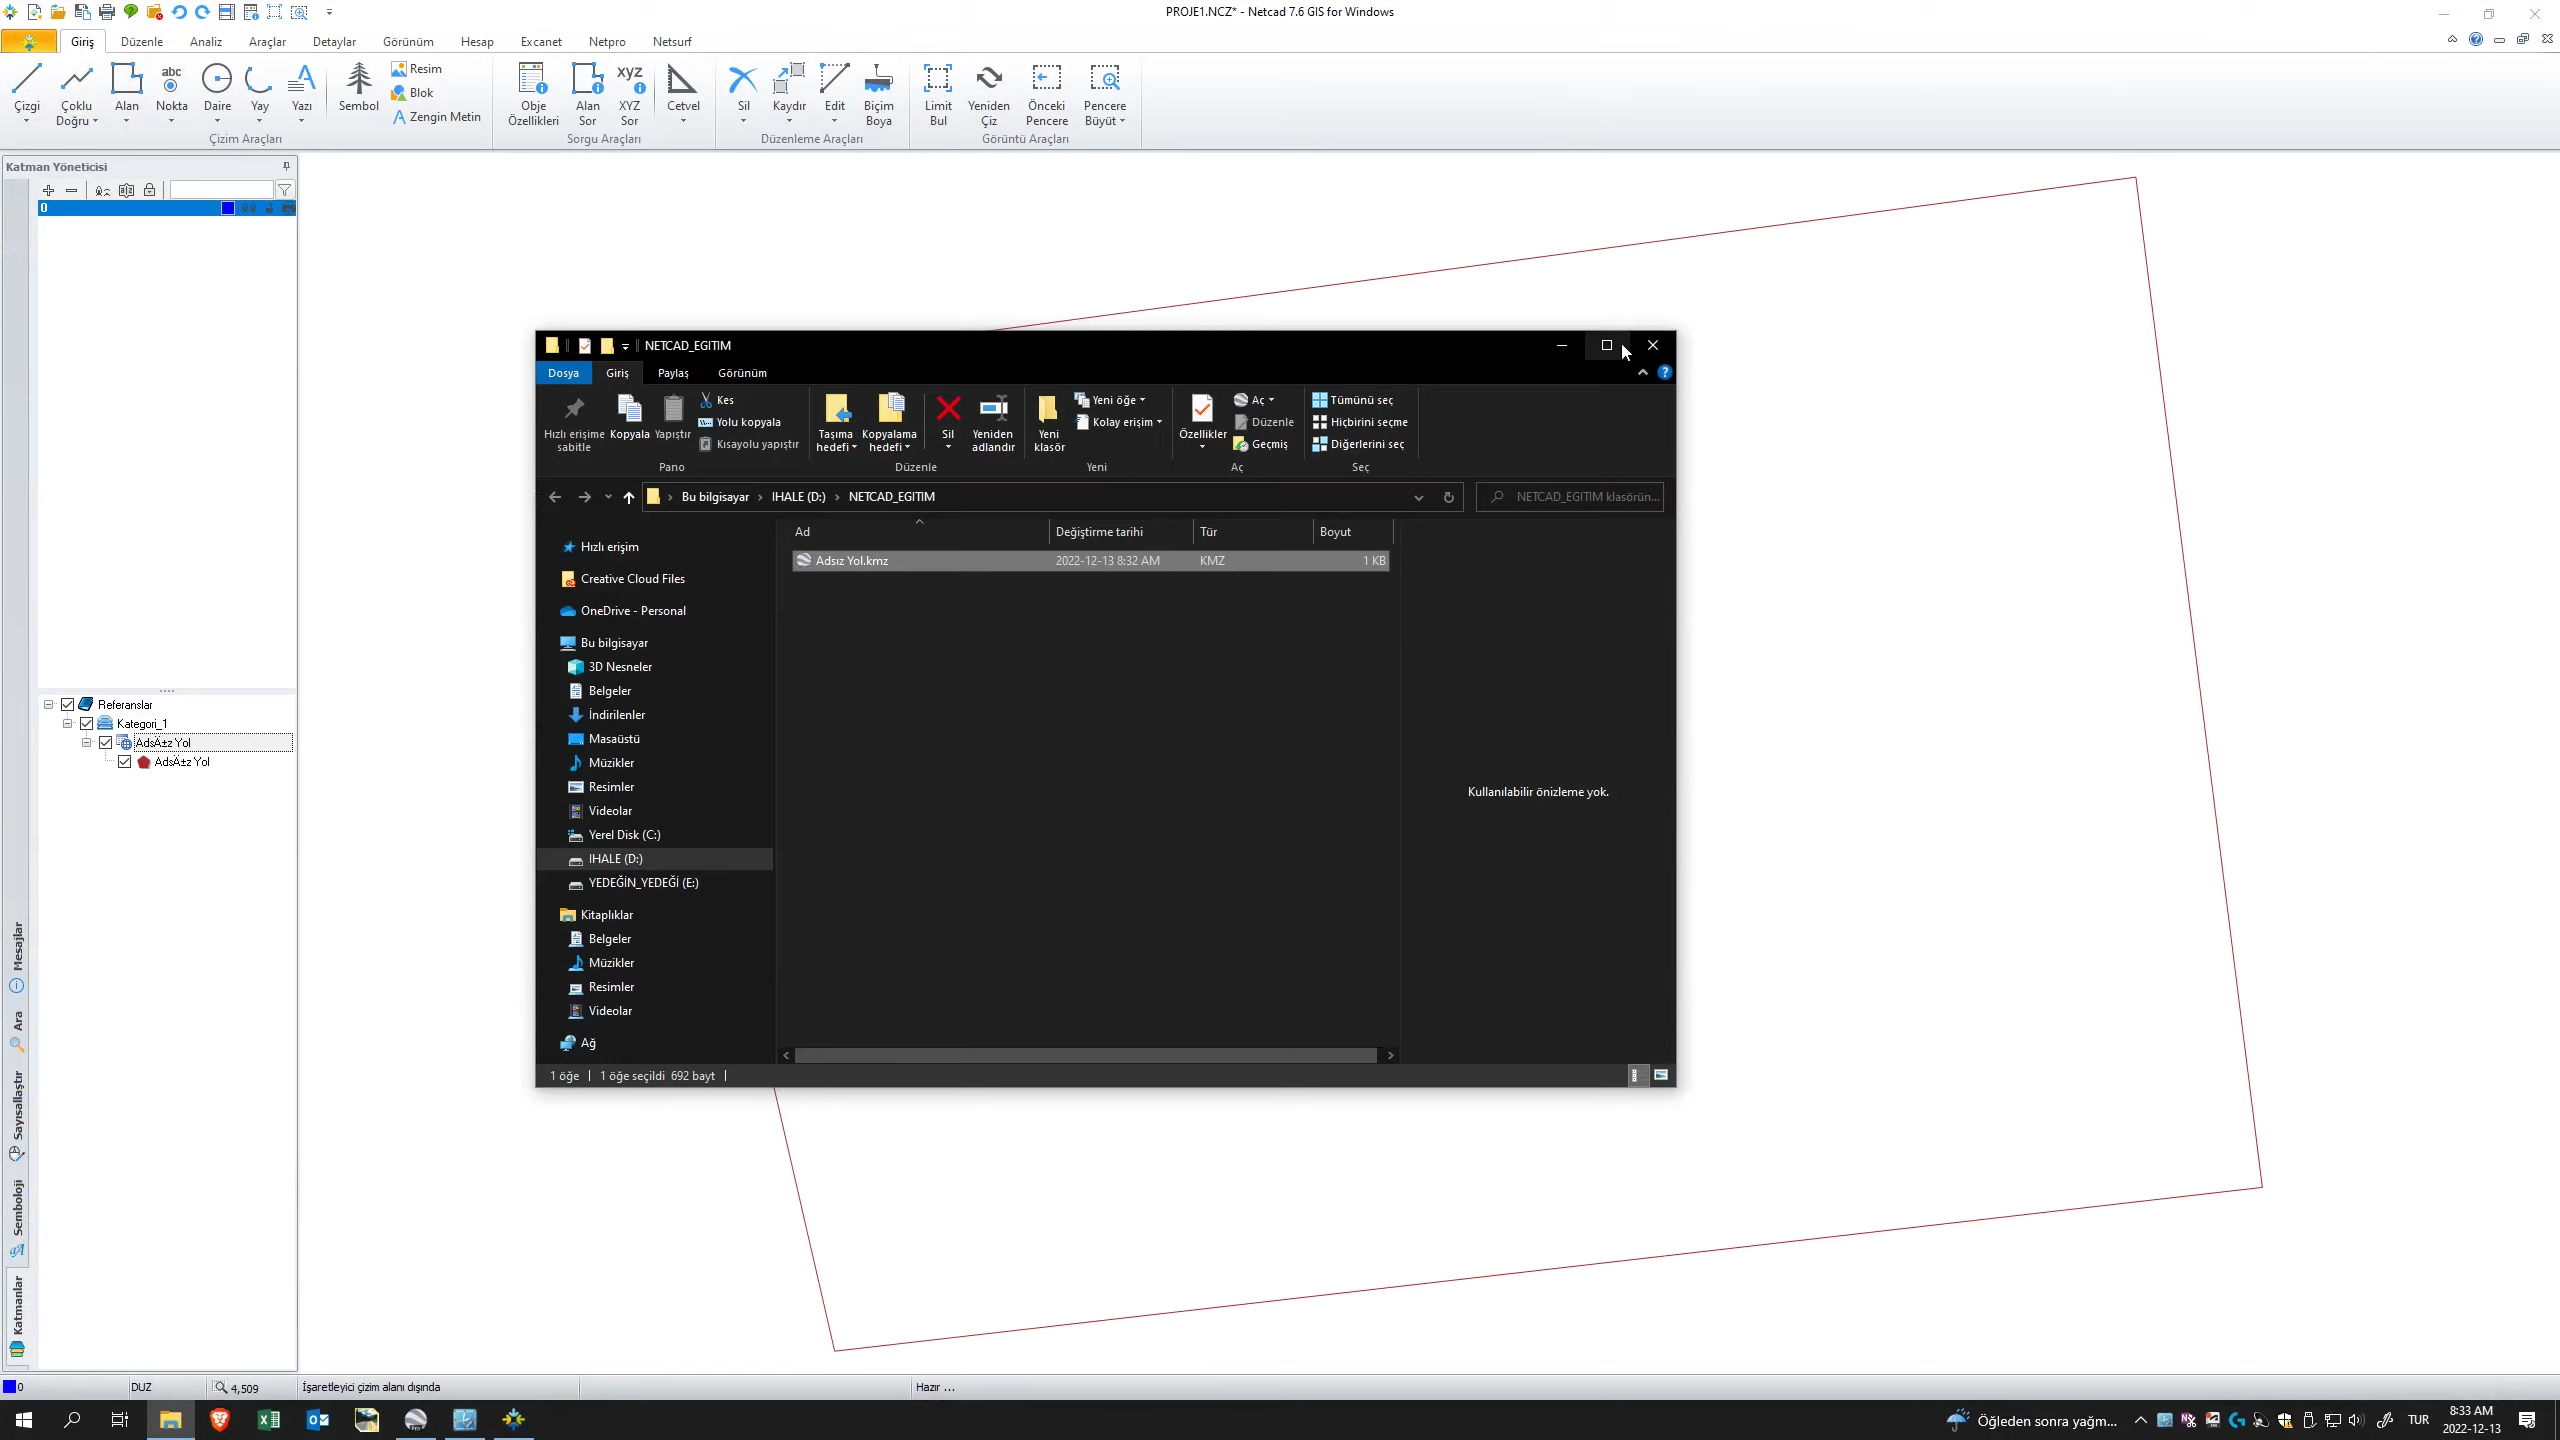 PROJE1.NCZ* - Netcad 7.6 GIS for Windows
Giriş Düzenle Analiz Araçlar Detaylar Görünüm Hesap Excanet Netpro Netsurf
Çizgi
Çoklu Doğru
Alan
abc
Nokta
Daire
Yay
Yazı
Sembol
Resim
Blok
Zengin Metin
Çizim Araçları
Obje Özellikleri
Alan Sor
XYZ
XYZ Sor
Cetvel
Sorgu Araçları
Sil
Kaydır
Edit
Biçim Boya
Düzenleme Araçları
Limit Bul
Yeniden Çiz
Önceki Pencere
Pencere Büyüt
Görüntü Araçları
Katman Yöneticisi
0
Referanslar
Kategori_1
AdsÄ±z Yol
AdsÄ±z Yol
Mesajlar
Ara
Sayısallaştır
Semboloji
Katmanlar
NETCAD_EGITIM
Dosya Giriş Paylaş Görünüm
Hızlı erişime sabitle
Kopyala
Yapıştır
Kes
Yolu kopyala
Kısayolu yapıştır
Pano
Taşıma hedefi
Kopyalama hedefi
Sil
Yeniden adlandır
Düzenle
Yeni klasör
Yeni öğe
Kolay erişim
Yeni
Özellikler
Aç
Düzenle
Geçmiş
Aç
Tümünü seç
Hiçbirini seçme
Diğerlerini seç
Seç
Bu bilgisayar > IHALE (D:) > NETCAD_EGITIM
NETCAD_EGITIM klasörün...
Ad Değiştirme tarihi Tür Boyut
Adsız Yol.kmz 2022-12-13 8:32 AM KMZ 1 KB
Hızlı erişim
Creative Cloud Files
OneDrive - Personal
Bu bilgisayar
3D Nesneler
Belgeler
İndirilenler
Masaüstü
Müzikler
Resimler
Videolar
Yerel Disk (C:)
IHALE (D:)
YEDEĞİN_YEDEĞİ (E:)
Kitaplıklar
Belgeler
Müzikler
Resimler
Videolar
Ağ
Kullanılabilir önizleme yok.
1 öğe 1 öğe seçildi 692 bayt
0 DUZ 4,509 İşaretleyici çizim alanı dışında Hazır ...
Öğleden sonra yağm... TUR 8:33 AM
2022-12-13